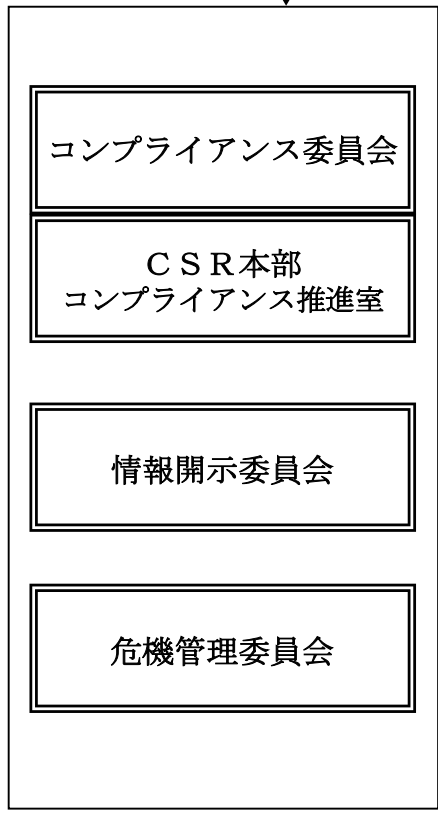 コンプライアンス委員会
ＣＳＲ本部
コンプライアンス推進室
情報開示委員会
危機管理委員会